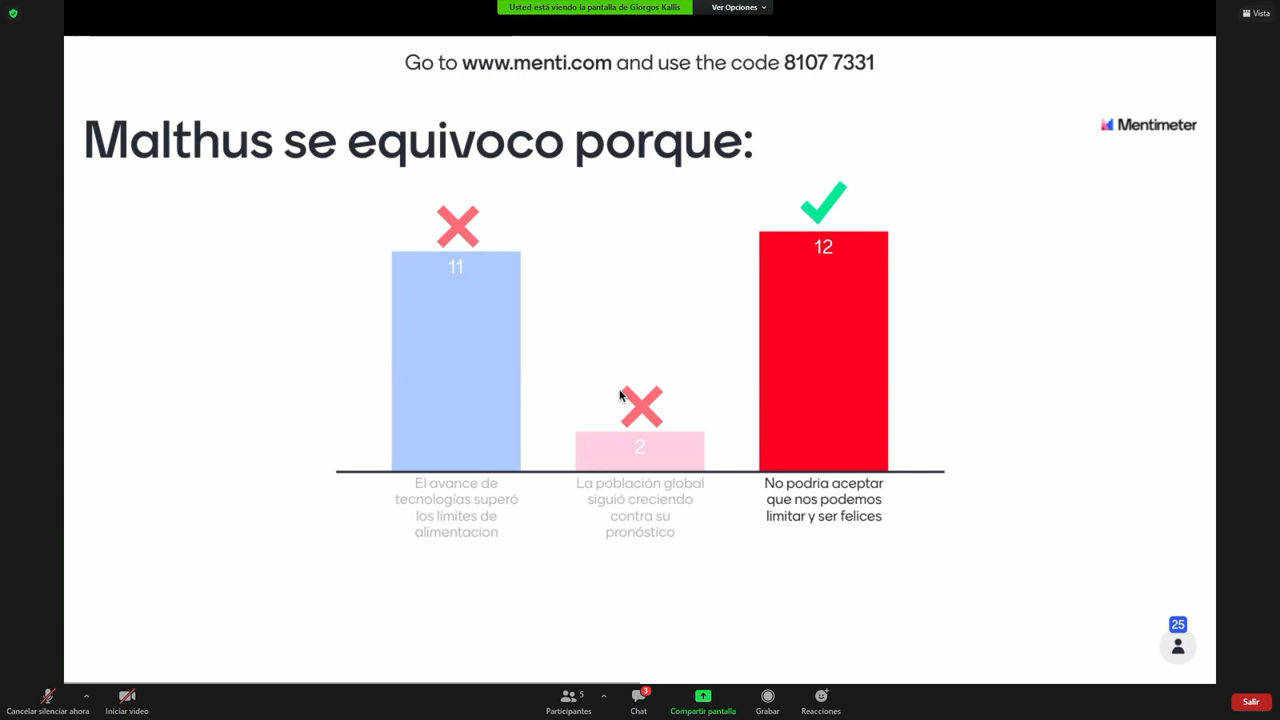 Usted está viendo la pantalla de Giorgos Kallis
Ver Opciones
Vista
Go to www.menti.com and use the code 8107 7331
Malthus se equivoco porque:
Mentimeter
11
2
12
El avance de
tecnologías superó
los límites de
alimentacion
La población global
siguió creciendo
contra su
pronóstico
No podria aceptar
que nos podemos
limitar y ser felices
25
Cancelar silenciar ahora
Iniciar video
5
Participantes
3
Chat
Compartir pantalla
Grabar
Reacciones
Salir